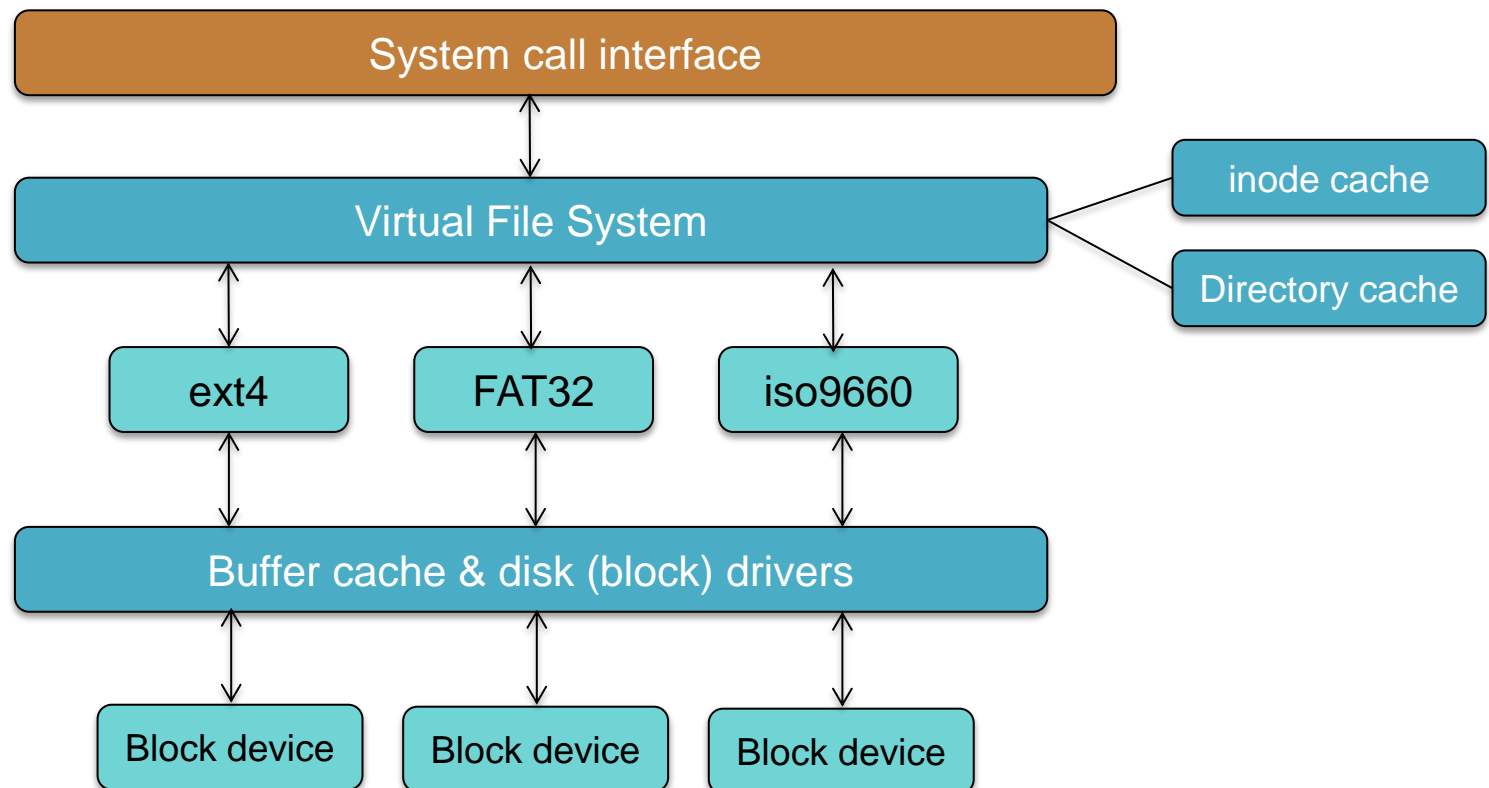 System call interface
Virtual File System
inode cache
Directory cache
ext4
FAT32
iso9660
Buffer cache & disk (block) drivers
Block device
Block device
Block device